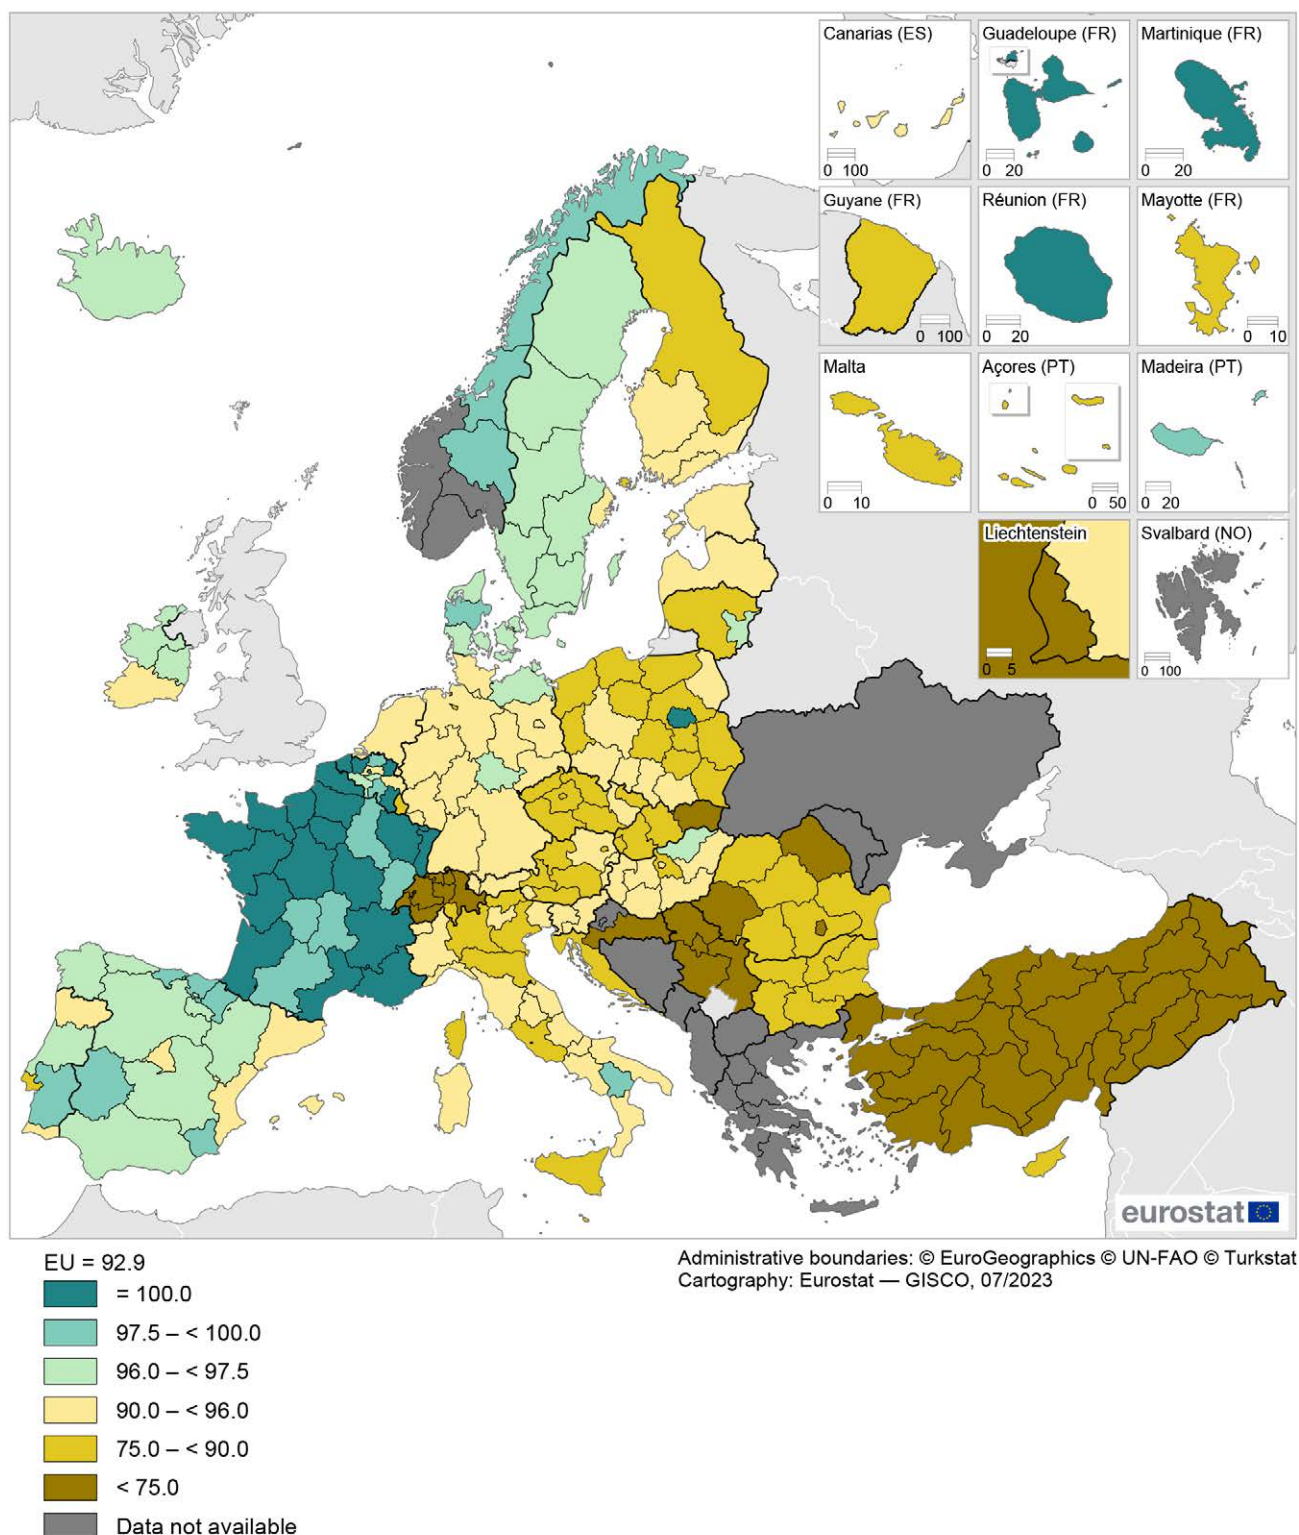 Canarias (ES)
0 100
Guadeloupe (FR)
0 20
Martinique (FR)
0 20
Guyane (FR)
0 100
Réunion (FR)
0 20
Mayotte (FR)
0 10
Malta
0 10
Açores (PT)
0 50
Madeira (PT)
0 20
Liechtenstein
0 5
Svalbard (NO)
0 100
eurostat
EU = 92.9
= 100.0
97.5 – < 100.0
96.0 – < 97.5
90.0 – < 96.0
75.0 – < 90.0
< 75.0
Data not available
Administrative boundaries: © EuroGeographics © UN-FAO © Turkstat
Cartography: Eurostat — GISCO, 07/2023